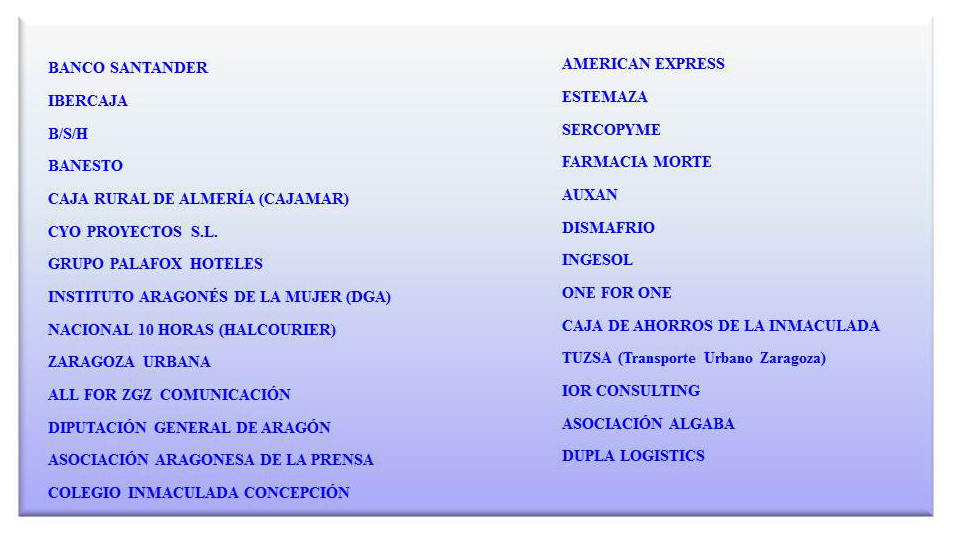 BANCO SANTANDER
IBERCAJA
B/S/H
BANESTO
CAJA RURAL DE ALMERÍA (CAJAMAR)
CYO PROYECTOS S.L.
GRUPO PALAFOX HOTELES
INSTITUTO ARAGONÉS DE LA MUJER (DGA)
NACIONAL 10 HORAS (HALCOURIER)
ZARAGOZA URBANA
ALL FOR ZGZ COMUNICACIÓN
DIPUTACIÓN GENERAL DE ARAGÓN
ASOCIACIÓN ARAGONESA DE LA PRENSA
COLEGIO INMACULADA CONCEPCIÓN
AMERICAN EXPRESS
ESTEMAZA
SERCOPYME
FARMACIA MORTE
AUXAN
DISMAFRIO
INGESOL
ONE FOR ONE
CAJA DE AHORROS DE LA INMACULADA
TUZSA (Transporte Urbano Zaragoza)
IOR CONSULTING
ASOCIACIÓN ALGABA
DUPLA LOGISTICS